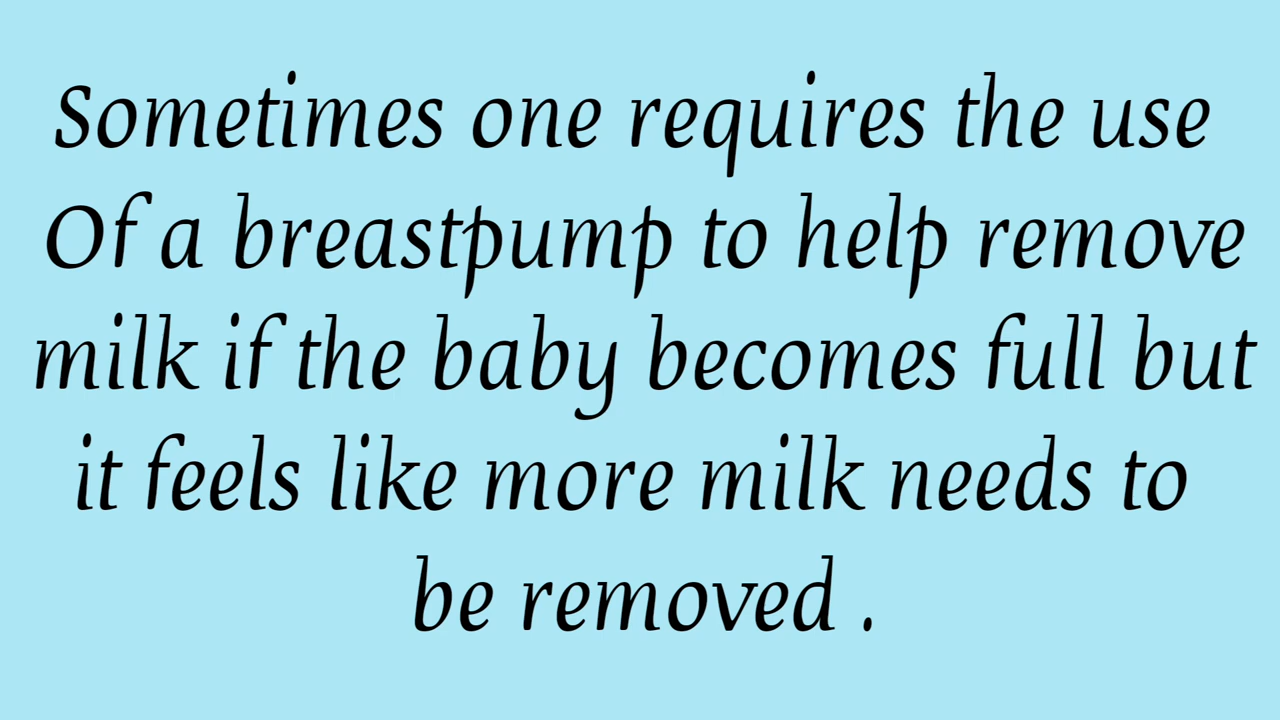 Sometimes one requires the use
Of a breastpump to help remove
milk if the baby becomes full but
it feels like more milk needs to
be removed .